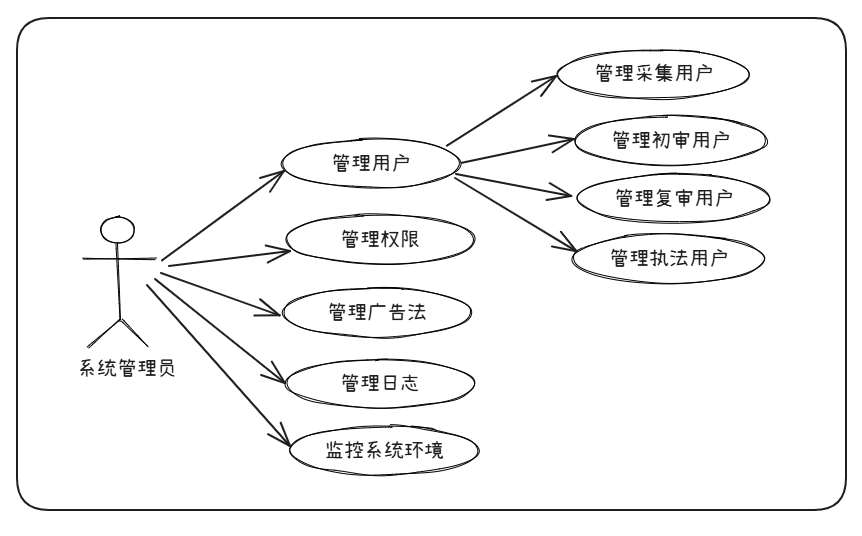 管理采集用户
管理初审用户
管理用户
管理复审用户
管理权限
管理执法用户
管理广告法
系统管理员
管理日志
监控系统环境